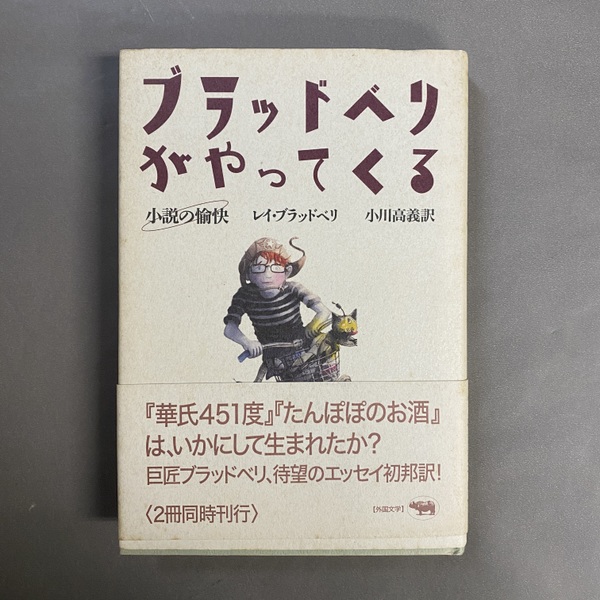 ブラッドベリ
がやってくる
小説の愉快 レイ・ブラッドベリ 小川高義訳
『華氏451度』『たんぽぽのお酒』
は、いかにして生まれたか?
巨匠ブラッドベリ、待望のエッセイ初邦訳!
〈2冊同時刊行〉
【外国文学】